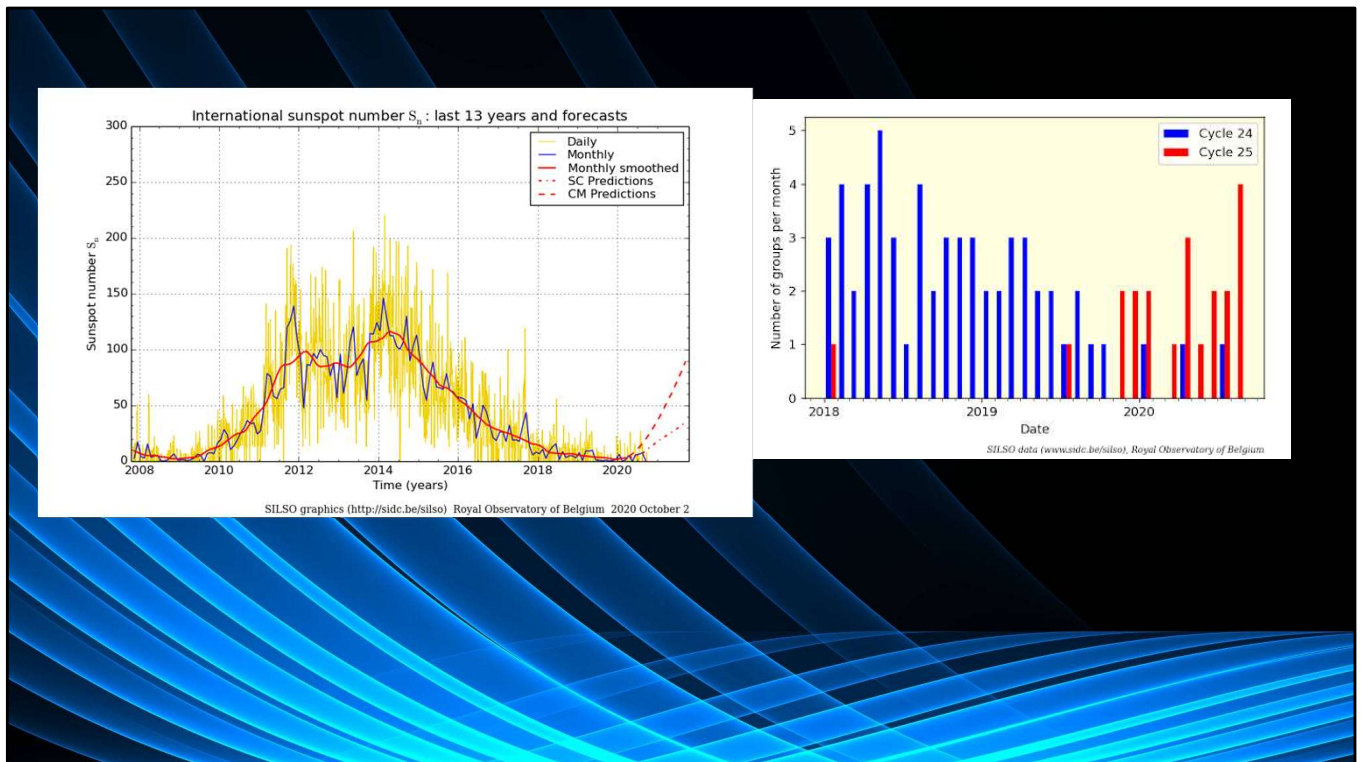 International sunspot number Sn : last 13 years and forecasts
300
250
200
150
100
50
0
Sunspot number Sn
Daily
Monthly
Monthly smoothed
SC Predictions
CM Predictions
2008 2010 2012 2014 2016 2018 2020
Time (years)
SILSO graphics (http://sidc.be/silso) Royal Observatory of Belgium 2020 October 2
5
4
3
2
1
0
Number of groups per month
Cycle 24
Cycle 25
2018 2019 2020
Date
SILSO data (www.sidc.be/silso), Royal Observatory of Belgium